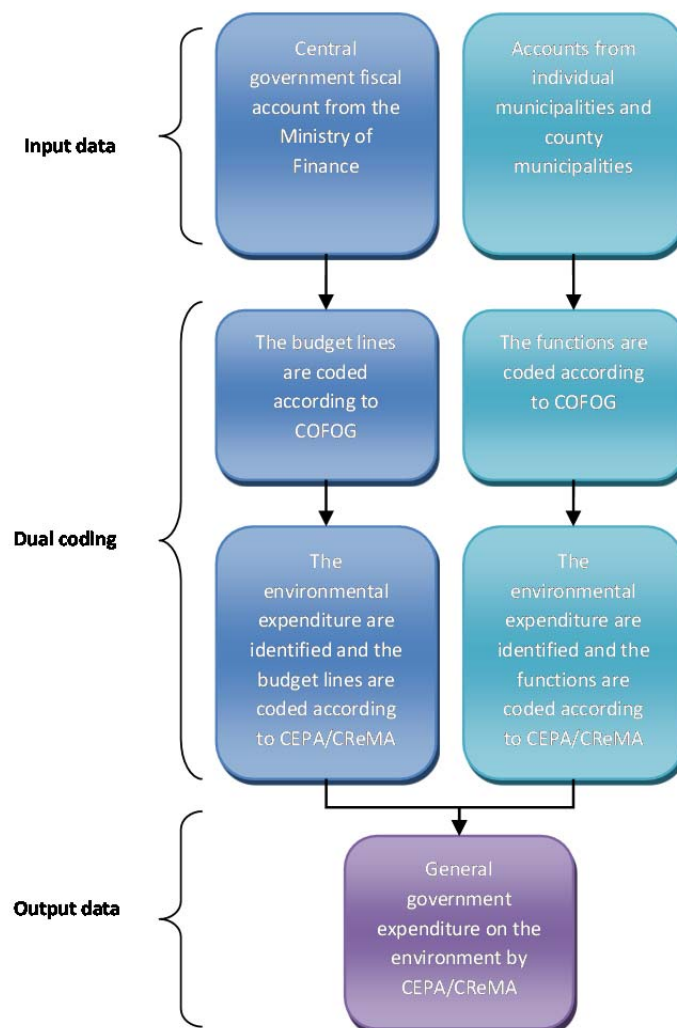 Input data
Central
government fiscal
account from the
Ministry of
Finance
Accounts from
individual
municipalities and
county
municipalities
Dual coding
The budget lines
are coded
according to
COFOG
The functions are
coded according
to COFOG
The
environmental
expenditure are
identified and the
budget lines are
coded according
to CEPA/CReMA
The
environmental
expenditure are
identified and the
functions are
coded according
to CEPA/CReMA
Output data
General
government
expenditure on the
environment by
CEPA/CReMA